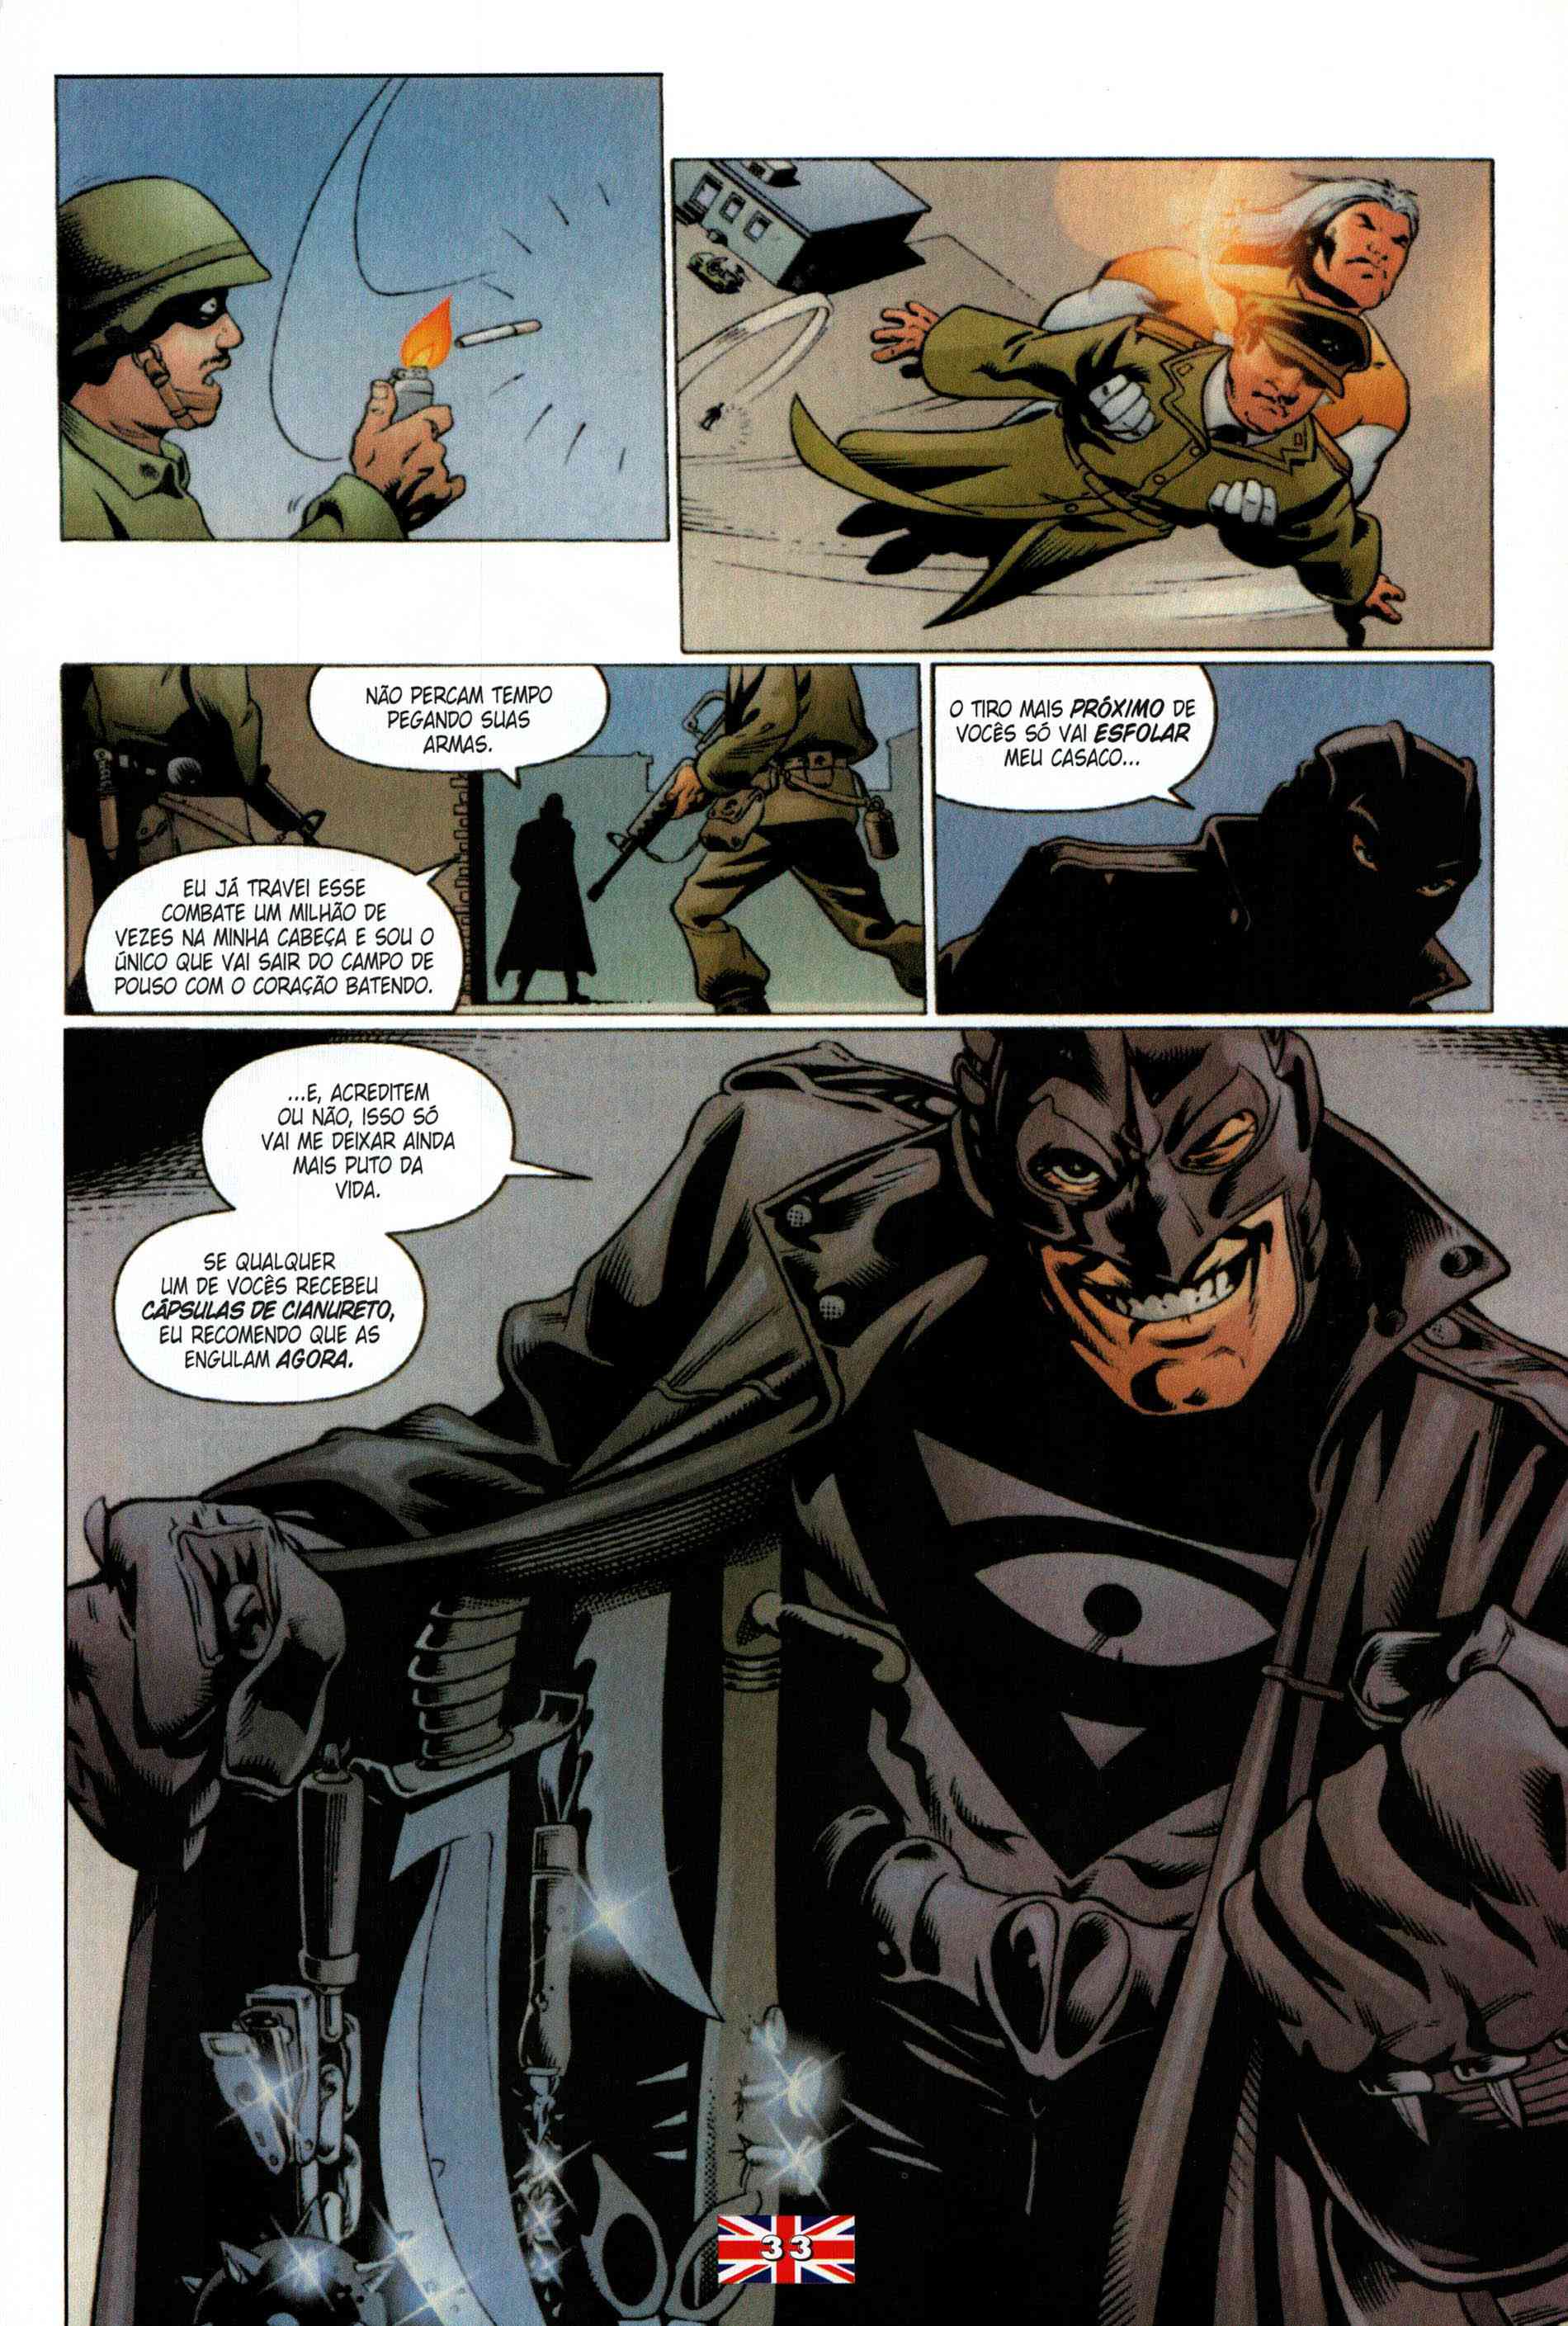 NÃO PERCAM TEMPO
PEGANDO SUAS
ARMAS.
EU JÁ TRAVEI ESSE
COMBATE UM MILHÃO DE
VEZES NA MINHA CABEÇA E SOU O
ÚNICO QUE VAI SAIR DO CAMPO DE
POUSO COM O CORAÇÃO BATENDO.
O TIRO MAIS PRÓXIMO DE
VOCÊS SÓ VAI ESFOLAR
MEU CASACO...
...E, ACREDITEM
OU NÃO, ISSO SÓ
VAI ME DEIXAR AINDA
MAIS PUTO DA
VIDA.
SE QUALQUER
UM DE VOCÊS RECEBEU
CÁPSULAS DE CIANURETO,
EU RECOMENDO QUE AS
ENGULAM AGORA.
33